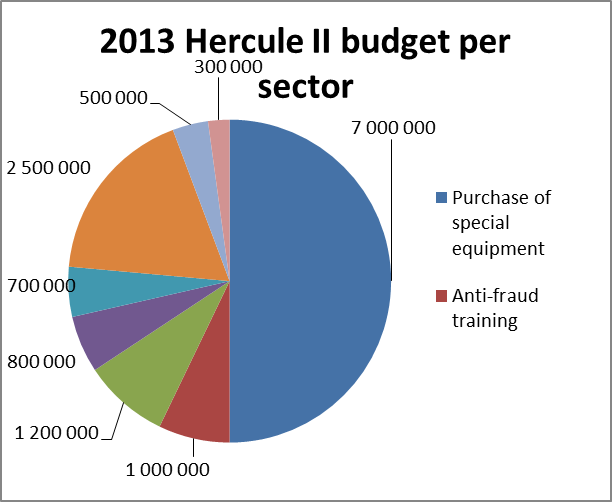 2013 Hercule II budget per
sector
300 000
500 000
7 000 000
2 500 000
700 000
800 000
1 200 000
1 000 000
Purchase of
special
equipment
Anti-fraud
training